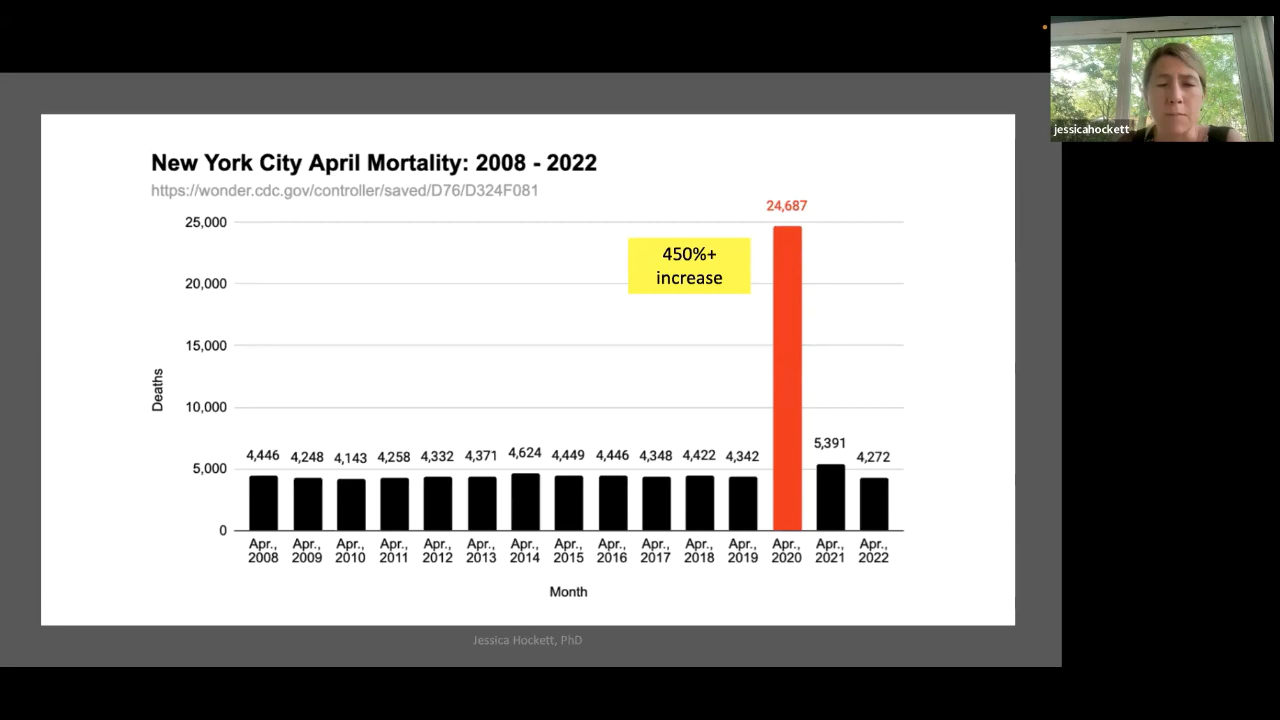 jessicahockett
New York City April Mortality: 2008 - 2022
https://wonder.cdc.gov/controller/saved/D76/D324F081
24,687
25,000
450%+
increase
20,000
15,000
Deaths
10,000
4,446 4,248 4,143 4,258 4,332 4,371 4,624 4,449 4,446 4,348 4,422 4,342 5,391 4,272
5,000
0
Apr., Apr., Apr., Apr., Apr., Apr., Apr., Apr., Apr., Apr., Apr., Apr., Apr., Apr., Apr.,
2008 2009 2010 2011 2012 2013 2014 2015 2016 2017 2018 2019 2020 2021 2022
Month
Jessica Hockett, PhD